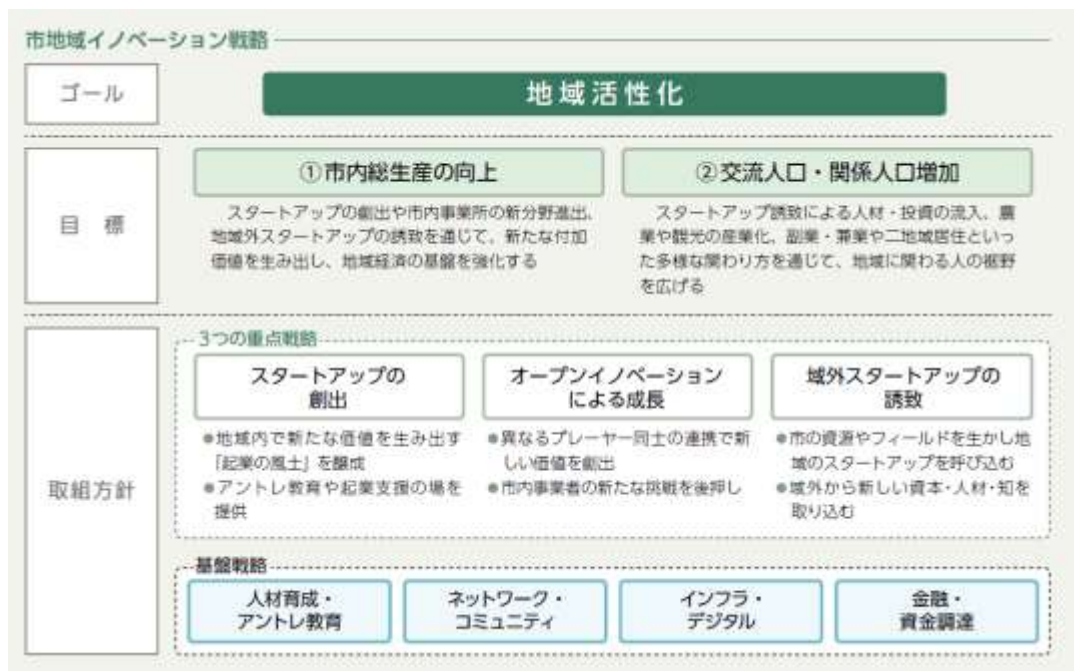 市地域イノベーション戦略
ゴール
地域活性化
目標
①市内総生産の向上
スタートアップの創出や市内事業所の新分野進出、
地域外スタートアップの誘致を通じて、新たな付加
価値を生み出し、地域経済の基盤を強化する
②交流人口・関係人口増加
スタートアップ誘致による人材・投資の流入、農
業や観光の産業化、副業・兼業や二地域居住といっ
た多様な関わり方を通じて、地域に関わる人の裾野
を広げる
取組方針
3つの重点戦略
スタートアップの
創出
●地域内で新たな価値を生み出す
「起業の風土」を醸成
●アントレ教育や起業支援の場を
提供
オープンイノベーション
による成長
●異なるプレーヤー同士の連携で新
しい価値を創出
●市内事業者の新たな挑戦を後押し
域外スタートアップの
誘致
●市の資源やフィールドを生かし地
域のスタートアップを呼び込む
●域外から新しい資本・人材・知を
取り込む
基盤戦略
人材育成・
アントレ教育
ネットワーク・
コミュニティ
インフラ・
デジタル
金融・
資金調達